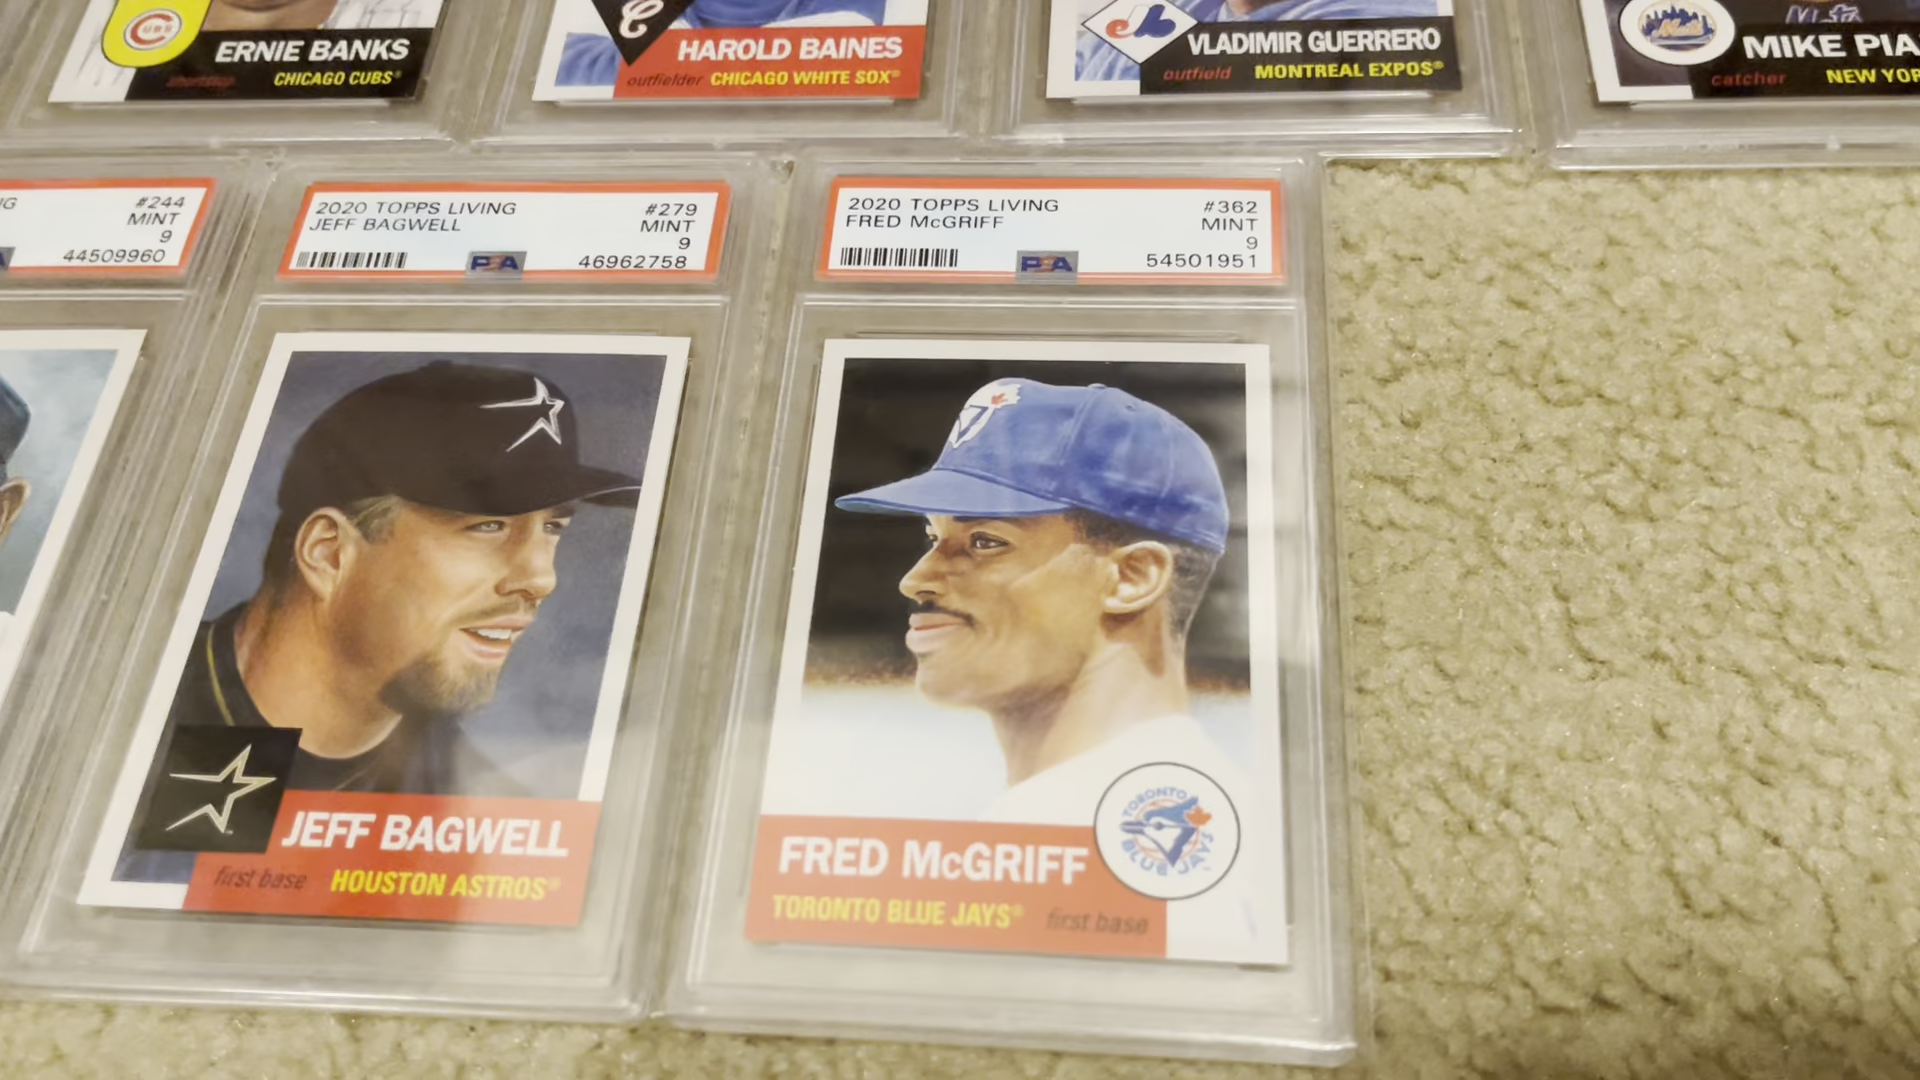 CUBS
ERNIE BANKS
shortstop CHICAGO CUBS®
HAROLD BAINES
outfielder CHICAGO WHITE SOX®
VLADIMIR GUERRERO
outfield MONTREAL EXPOS®
Mets
MIKE PIA
catcher NEW YOR
#244
MINT
9
44509960
2020 TOPPS LIVING #279
JEFF BAGWELL MINT
9
PSA 46962758
2020 TOPPS LIVING #362
FRED McGRIFF MINT
9
PSA 54501951
JEFF BAGWELL
first base HOUSTON ASTROS®
FRED McGRIFF
TORONTO BLUE JAYS® first base
TORONTO
BLUE JAYS